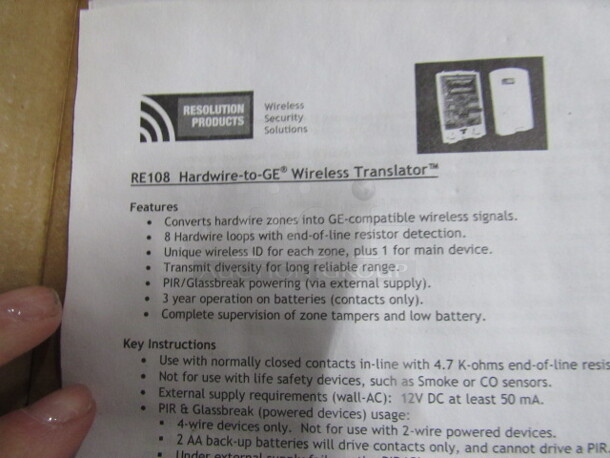 RESOLUTION
PRODUCTS
Wireless
Security
Solutions
RE108 Hardwire-to-GE® Wireless Translator™
Features
• Converts hardwire zones into GE-compatible wireless signals.
• 8 Hardwire loops with end-of-line resistor detection.
• Unique wireless ID for each zone, plus 1 for main device.
• Transmit diversity for long reliable range.
• PIR/Glassbreak powering (via external supply).
• 3 year operation on batteries (contacts only).
• Complete supervision of zone tampers and low battery.
Key Instructions
• Use with normally closed contacts in-line with 4.7 K-ohms end-of-line resis
• Not for use with life safety devices, such as Smoke or CO sensors.
• External supply requirements (wall-AC): 12V DC at least 50 mA.
• PIR & Glassbreak (powered devices) usage:
▪ 4-wire devices only. Not for use with 2-wire powered devices.
▪ 2 AA back-up batteries will drive contacts only, and cannot drive a PIR.
▪ Under external supply